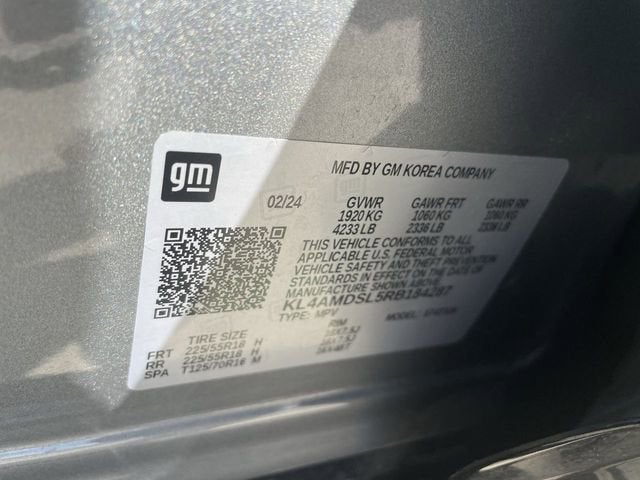 gm
MFD BY GM KOREA COMPANY
02/24 GVWR GAWR FRT GAWR RR
1920 KG 1060 KG 1060 KG
4233 LB 2336 LB 2336 LB
THIS VEHICLE CONFORMS TO ALL
APPLICABLE U.S. FEDERAL MOTOR
VEHICLE SAFETY AND THEFT PREVENTION
STANDARDS IN EFFECT ON THE DATE OF
MANUFACTURE SHOWN ABOVE.
KL4AMDSL5RB184287
TYPE: MPV MODEL:
TIRE SIZE RIM
FRT 225/55R18 H
RR 225/55R18 H
SPA T125/70R16 M